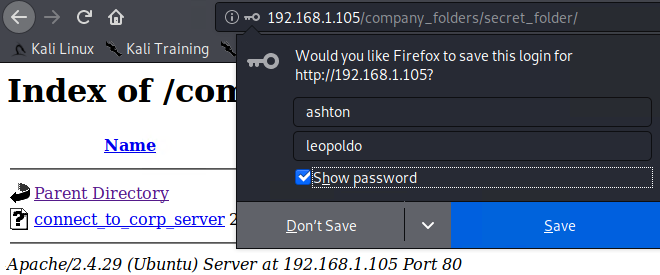 192.168.1.105/company_folders/secret_folder/
Kali Linux Kali Training
Would you like Firefox to save this login for
http://192.168.1.105?
ashton
leopoldo
Show password
Don't Save Save
Index of /com
Name
Parent Directory
connect_to_corp_server 2
Apache/2.4.29 (Ubuntu) Server at 192.168.1.105 Port 80